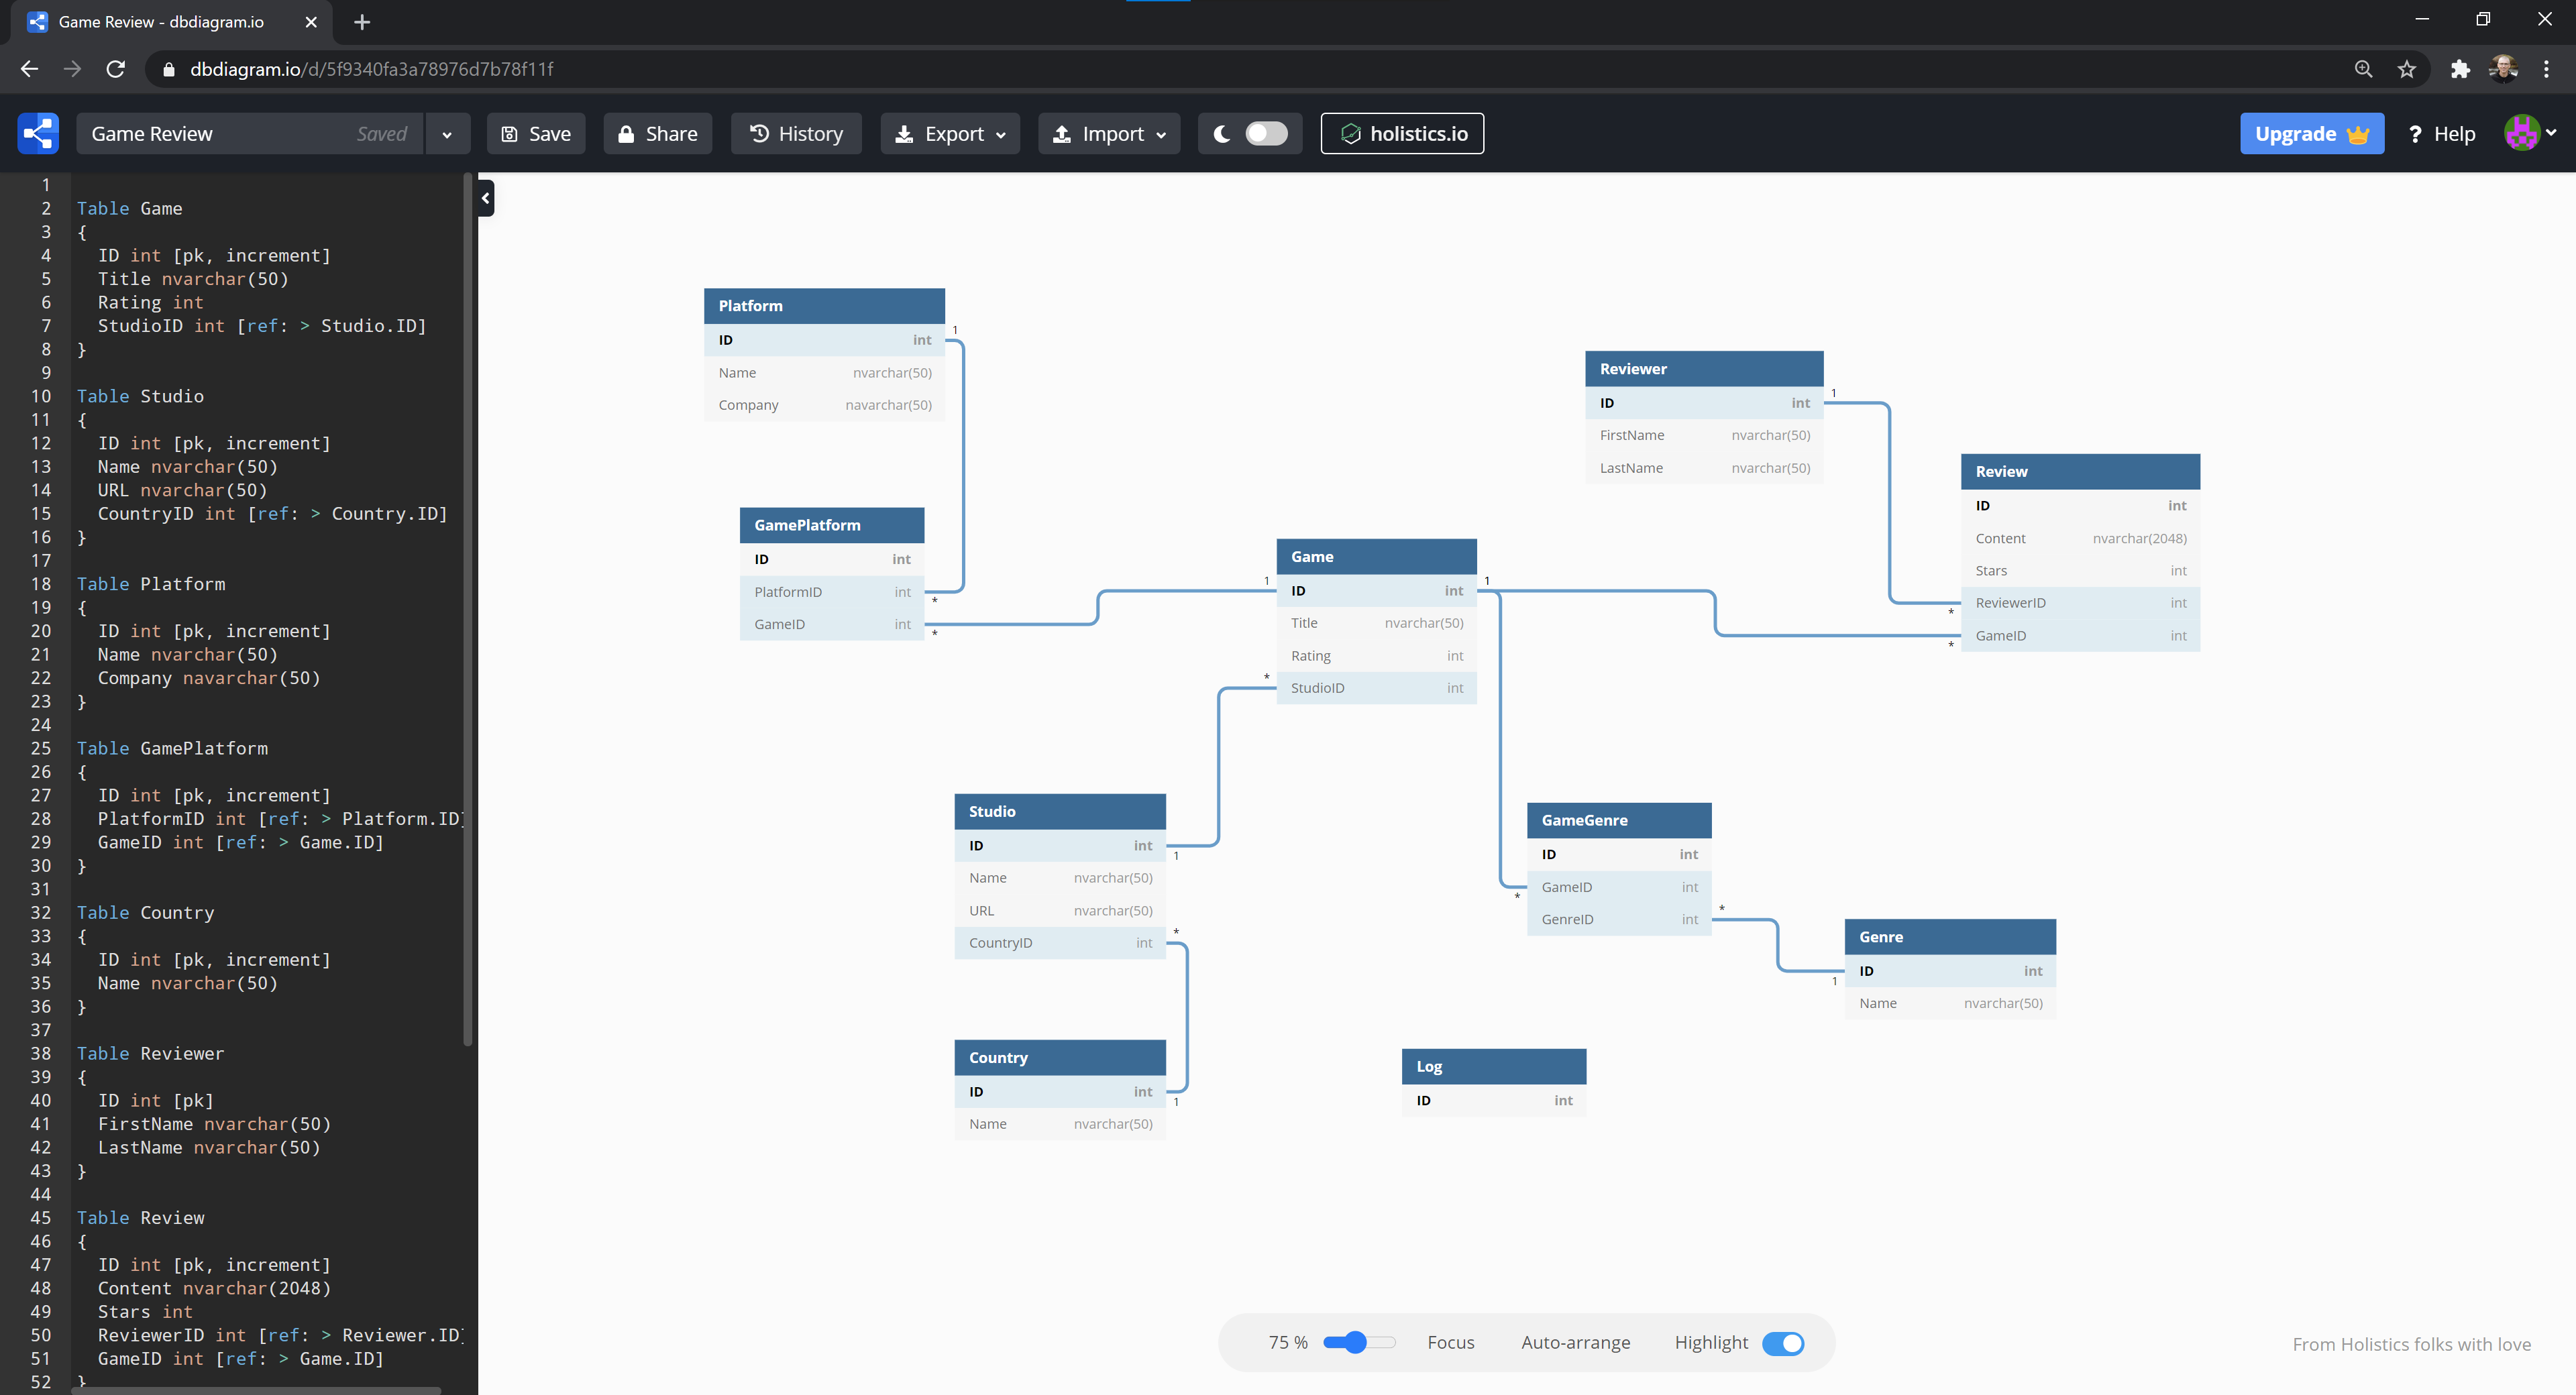 Game Review - dbdiagram.io
dbdiagram.io/d/5f9340fa3a78976d7b78f11f
Game Review Saved
Save
Share
History
Export
Import
holistics.io
Upgrade
? Help
1
2 Table Game
3 {
4 ID int [pk, increment]
5 Title nvarchar(50)
6 Rating int
7 StudioID int [ref: > Studio.ID]
8 }
9
10 Table Studio
11 {
12 ID int [pk, increment]
13 Name nvarchar(50)
14 URL nvarchar(50)
15 CountryID int [ref: > Country.ID]
16 }
17
18 Table Platform
19 {
20 ID int [pk, increment]
21 Name nvarchar(50)
22 Company navarchar(50)
23 }
24
25 Table GamePlatform
26 {
27 ID int [pk, increment]
28 PlatformID int [ref: > Platform.ID]
29 GameID int [ref: > Game.ID]
30 }
31
32 Table Country
33 {
34 ID int [pk, increment]
35 Name nvarchar(50)
36 }
37
38 Table Reviewer
39 {
40 ID int [pk]
41 FirstName nvarchar(50)
42 LastName nvarchar(50)
43 }
44
45 Table Review
46 {
47 ID int [pk, increment]
48 Content nvarchar(2048)
49 Stars int
50 ReviewerID int [ref: > Reviewer.ID]
51 GameID int [ref: > Game.ID]
52 }
Platform
ID int
1
Name nvarchar(50)
Company navarchar(50)
GamePlatform
ID int
PlatformID int
*
GameID int
*
Game
1
ID int
1
Title nvarchar(50)
Rating int
*
StudioID int
Reviewer
ID int
1
FirstName nvarchar(50)
LastName nvarchar(50)
Review
ID int
Content nvarchar(2048)
Stars int
ReviewerID int
*
GameID int
*
Studio
ID int
1
Name nvarchar(50)
URL nvarchar(50)
*
CountryID int
Country
ID int
1
Name nvarchar(50)
GameGenre
ID int
GameID int
*
GenreID int
*
Genre
ID int
1
Name nvarchar(50)
Log
ID int
75 %
Focus
Auto-arrange
Highlight
From Holistics folks with love